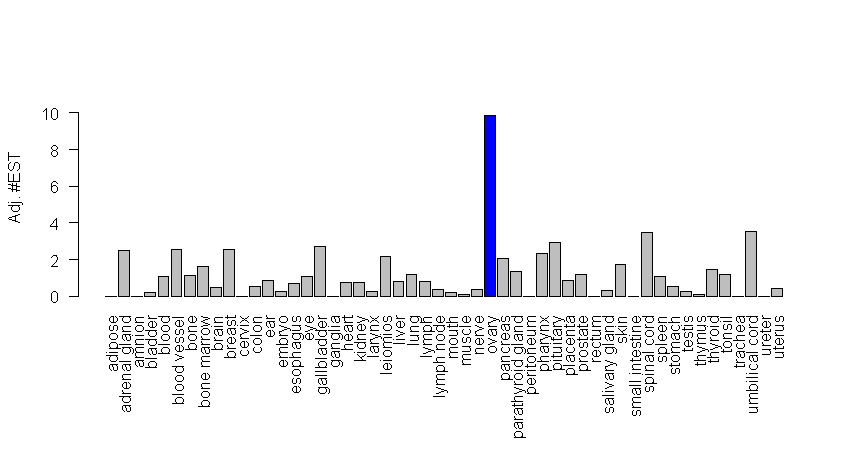 Adj. #EST
10
8
6
4
2
0
adipose
adrenal gland
amnion
bladder
blood
blood vessel
bone
bone marrow
brain
breast
cervix
colon
ear
embryo
esophagus
eye
gallbladder
ganglia
heart
kidney
larynx
leiomios
liver
lung
lymph
lymph node
mouth
muscle
nerve
ovary
pancreas
parathyroid gland
peritoneum
pharynx
pituitary
placenta
prostate
rectum
salivary gland
skin
small intestine
spinal cord
spleen
stomach
testis
thymus
thyroid
tonsil
trachea
umbilical cord
ureter
uterus